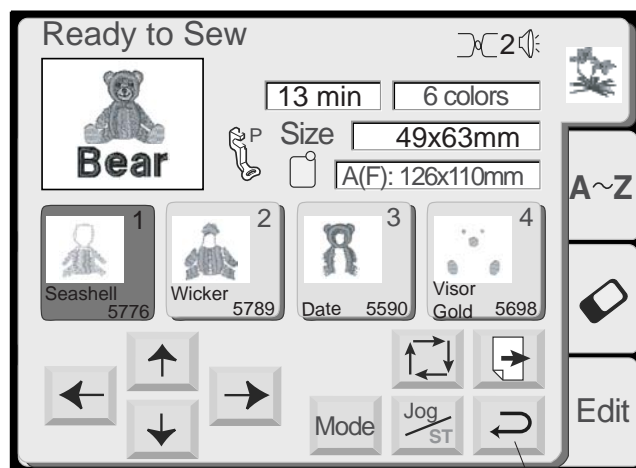 Ready to Sew
2
13 min
6 colors
P
Size
49x63mm
A(F): 126x110mm
Bear
A~Z
1
Seashell
5776
2
Wicker
5789
3
Date 5590
4
Visor
Gold 5698
Mode
Jog
ST
Edit